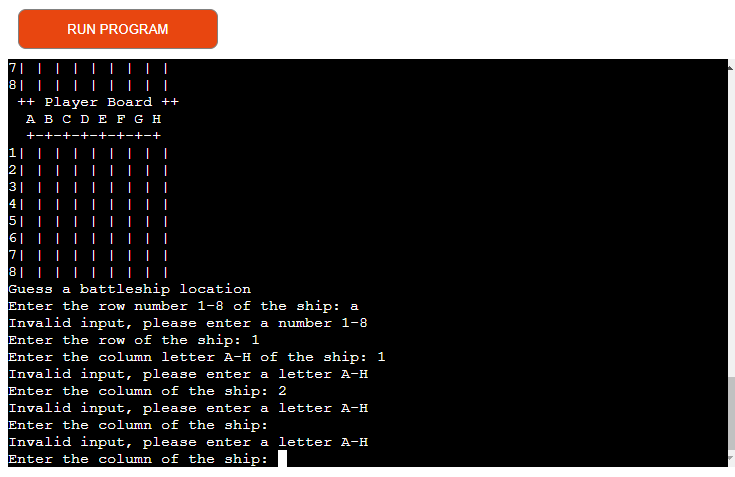 RUN PROGRAM
7| | | | | | | | |
8| | | | | | | | |
++ Player Board ++
A B C D E F G H
+-+-+-+-+-+-+-+
1| | | | | | | | |
2| | | | | | | | |
3| | | | | | | | |
4| | | | | | | | |
5| | | | | | | | |
6| | | | | | | | |
7| | | | | | | | |
8| | | | | | | | |
Guess a battleship location
Enter the row number 1-8 of the ship: a
Invalid input, please enter a number 1-8
Enter the row of the ship: 1
Enter the column letter A-H of the ship: 1
Invalid input, please enter a letter A-H
Enter the column of the ship: 2
Invalid input, please enter a letter A-H
Enter the column of the ship:
Invalid input, please enter a letter A-H
Enter the column of the ship: